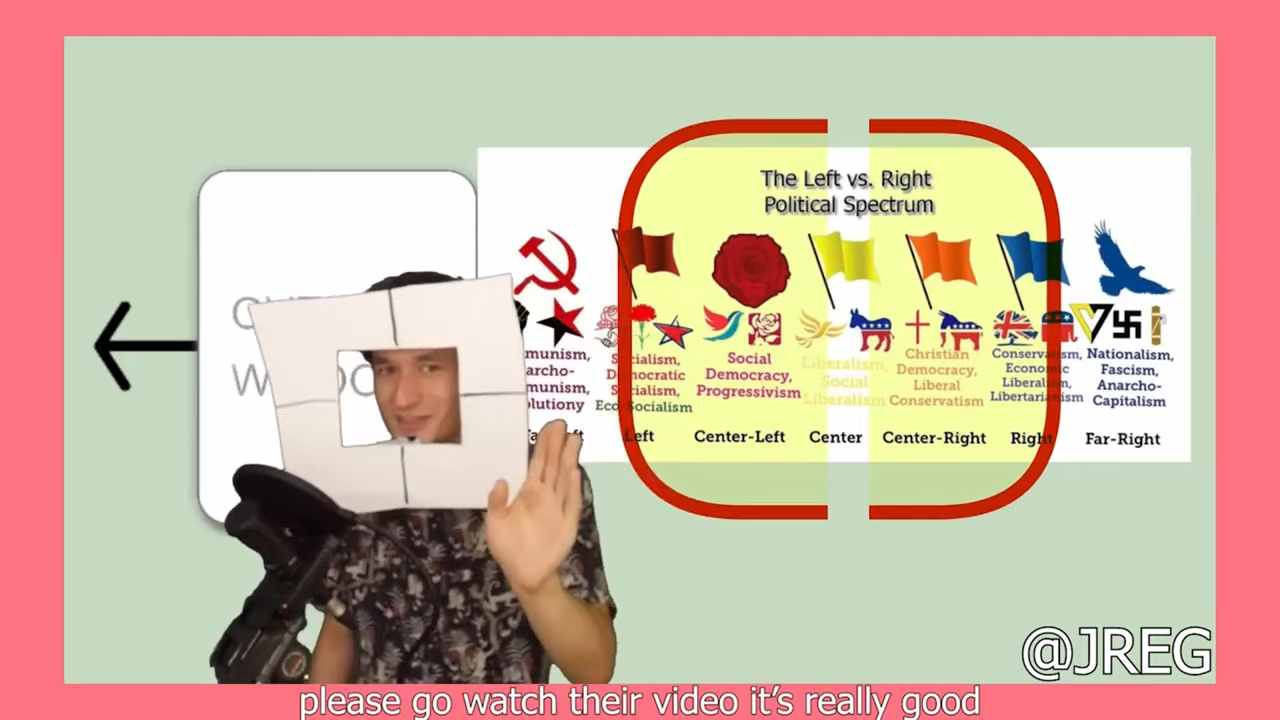 The Left vs. Right
Political Spectrum
Socialism,
Democratic
Socialism,
Eco Socialism
Social
Democracy,
Progressivism
Liberalism,
Social
Liberalism
Christian
Democracy,
Liberal
Conservatism
Conservatism,
Economic
Liberalism,
Libertarianism
Nationalism,
Fascism,
Anarcho-
Capitalism
Left
Center-Left
Center
Center-Right
Right
Far-Right
@JREG
please go watch their video it's really good